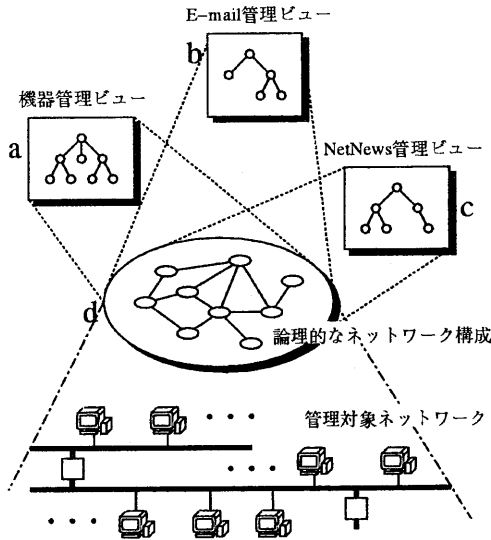 E-mail管理ビュー
b
機器管理ビュー
a
NetNews管理ビュー
c
d
論理的なネットワーク構成
管理対象ネットワーク